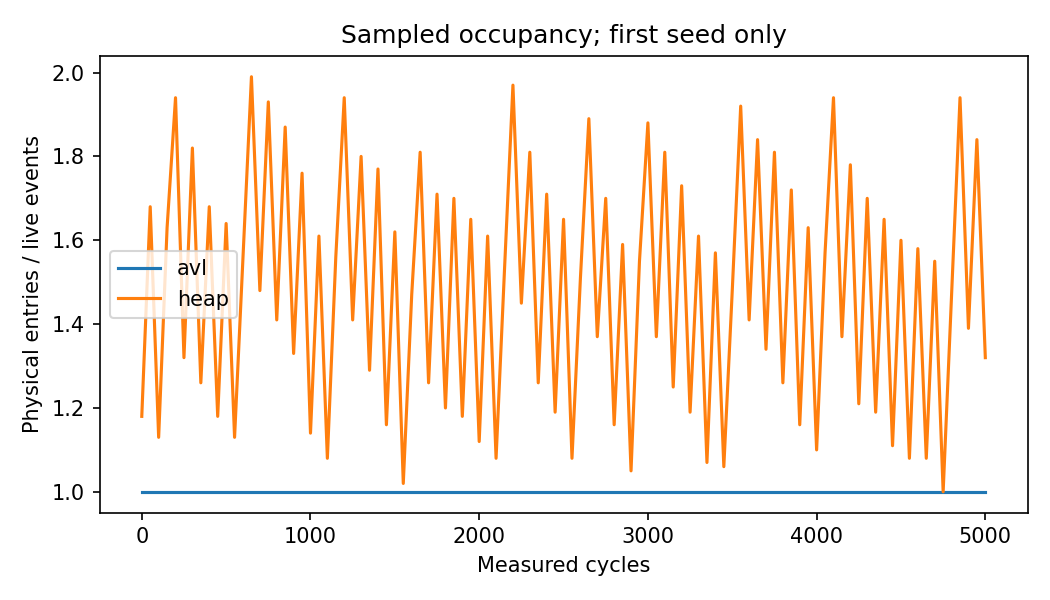 Sampled occupancy; first seed only
Physical entries / live events
2.0
1.8
1.6
1.4
1.2
1.0
avl
heap
0 1000 2000 3000 4000 5000
Measured cycles